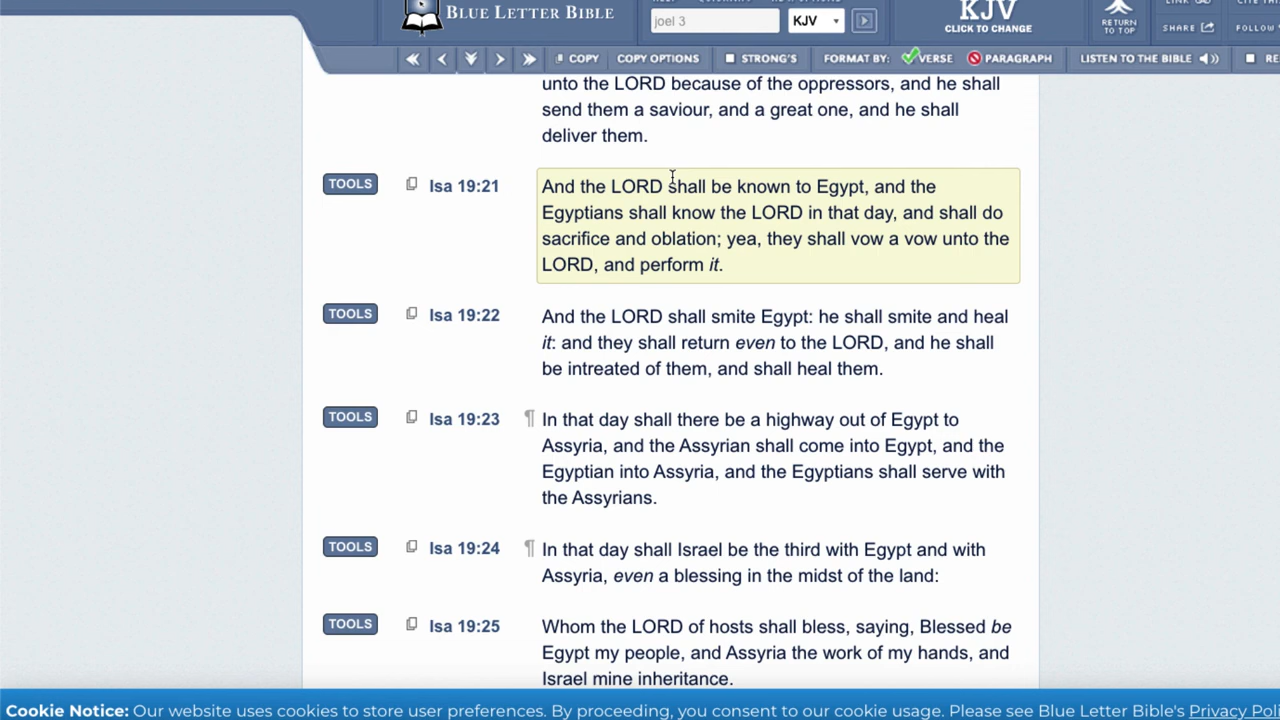 BLUE LETTER BIBLE
joel 3
KJV
KJV
CLICK TO CHANGE
RETURN
TO TOP
SHARE
FOLLOW
COPY
COPY OPTIONS
STRONG'S
FORMAT BY:
VERSE
PARAGRAPH
LISTEN TO THE BIBLE
unto the LORD because of the oppressors, and he shall
send them a saviour, and a great one, and he shall
deliver them.
TOOLS
Isa 19:21
And the LORD shall be known to Egypt, and the
Egyptians shall know the LORD in that day, and shall do
sacrifice and oblation; yea, they shall vow a vow unto the
LORD, and perform it.
TOOLS
Isa 19:22
And the LORD shall smite Egypt: he shall smite and heal
it: and they shall return even to the LORD, and he shall
be intreated of them, and shall heal them.
TOOLS
Isa 19:23
¶ In that day shall there be a highway out of Egypt to
Assyria, and the Assyrian shall come into Egypt, and the
Egyptian into Assyria, and the Egyptians shall serve with
the Assyrians.
TOOLS
Isa 19:24
¶ In that day shall Israel be the third with Egypt and with
Assyria, even a blessing in the midst of the land:
TOOLS
Isa 19:25
Whom the LORD of hosts shall bless, saying, Blessed be
Egypt my people, and Assyria the work of my hands, and
Israel mine inheritance.
Cookie Notice: Our website uses cookies to store user preferences. By proceeding, you consent to our cookie usage. Please see Blue Letter Bible's Privacy Pol